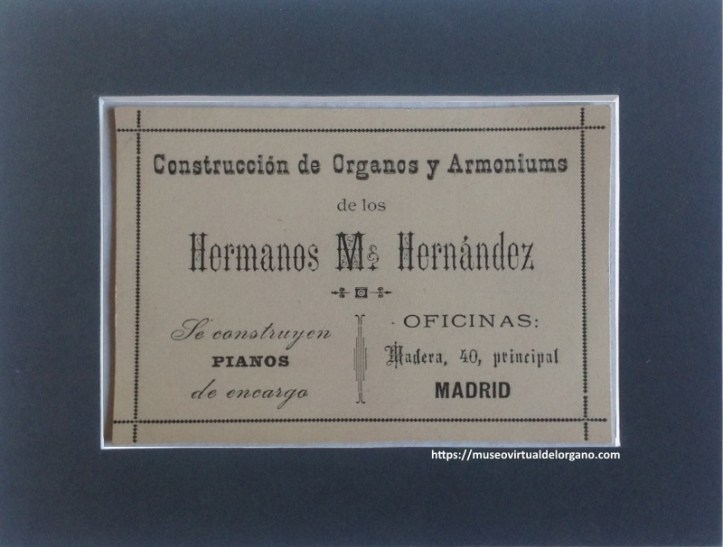 Construcción de Organos y Armoniums
de los
Hermanos M.ª Hernández
Se construyen
PIANOS
de encargo
OFICINAS:
Madera, 40, principal
MADRID
https://museovirtualdelorgano.com